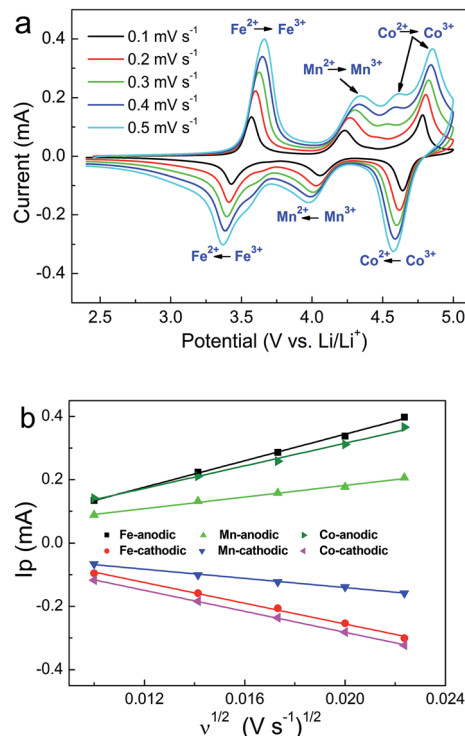 a
0.1 mV s⁻¹
0.2 mV s⁻¹
0.3 mV s⁻¹
0.4 mV s⁻¹
0.5 mV s⁻¹
Fe²⁺ → Fe³⁺
Co²⁺ → Co³⁺
Mn²⁺ → Mn³⁺
Mn²⁺ ← Mn³⁺
Fe²⁺ ← Fe³⁺
Co²⁺ ← Co³⁺
Current (mA)
0.4
0.2
0.0
-0.2
-0.4
2.5 3.0 3.5 4.0 4.5 5.0
Potential (V vs. Li/Li⁺)
b
Ip (mA)
0.4
0.2
0.0
-0.2
-0.4
Fe-anodic Mn-anodic Co-anodic
Fe-cathodic Mn-cathodic Co-cathodic
0.012 0.016 0.020 0.024
ν¹ᐟ² (V s⁻¹)¹ᐟ²